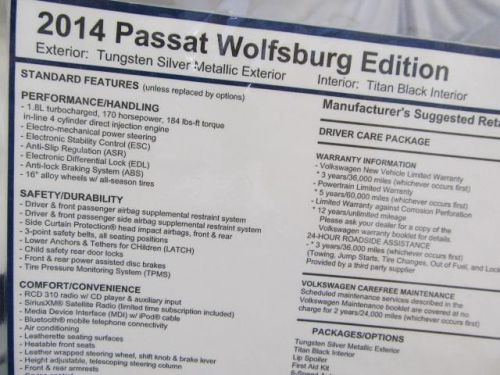 2014 Passat Wolfsburg Edition
Exterior: Tungsten Silver Metallic Exterior
Interior: Titan Black Interior
STANDARD FEATURES (unless replaced by options)
PERFORMANCE/HANDLING
- 1.8L turbocharged, 170 horsepower, 184 lbs-ft torque
in-line 4 cylinder direct injection engine
- Electro-mechanical power steering
- Electronic Stability Control (ESC)
- Anti-Slip Regulation (ASR)
- Electronic Differential Lock (EDL)
- Anti-lock Braking System (ABS)
- 16" alloy wheels w/ all-season tires
SAFETY/DURABILITY
- Driver & front passenger airbag supplemental restraint system
- Driver & front passenger side airbag supplemental restraint system
- Side Curtain Protection® head impact airbags, front & rear
- 3-point safety belts, all seating positions
- Lower Anchors & Tethers for Children (LATCH)
- Child safety rear door locks
- Front & rear power assisted disc brakes
- Tire Pressure Monitoring System (TPMS)
COMFORT/CONVENIENCE
- RCD 310 radio w/ CD player & auxiliary input
- SiriusXM® Satellite Radio (limited time subscription included)
- Media Device Interface (MDI) w/ iPod® cable
- Bluetooth® mobile telephone connectivity
- Air conditioning
- Leatherette seating surfaces
- Heatable front seats
- Leather wrapped steering wheel, shift knob & brake lever
- Height adjustable, telescoping steering column
- Front & rear armrests
Manufacturer's Suggested Reta
DRIVER CARE PACKAGE
WARRANTY INFORMATION
- Volkswagen New Vehicle Limited Warranty
* 3 years/36,000 miles (whichever occurs first)
- Powertrain Limited Warranty
* 5 years/60,000 miles (whichever occurs first)
- Limited Warranty against Corrosion Perforation
* 12 years/unlimited mileage
Please ask your dealer for a copy of the
Volkswagen warranty booklet for details.
24-HOUR ROADSIDE ASSISTANCE
- * 3 years/36,000 miles (whichever occurs first)
(Towing, Jump Starts, Tire Changes, Out of Fuel, and Loc
Provided by a third party supplier
VOLKSWAGEN CAREFREE MAINTENANCE
Scheduled maintenance services described in the
Volkswagen Maintenance booklet are covered at no
charge for 2 years/24,000 miles (whichever occurs first)
PACKAGES/OPTIONS
Tungsten Silver Metallic Exterior
Titan Black Interior
Lip Spoiler
First Aid Kit